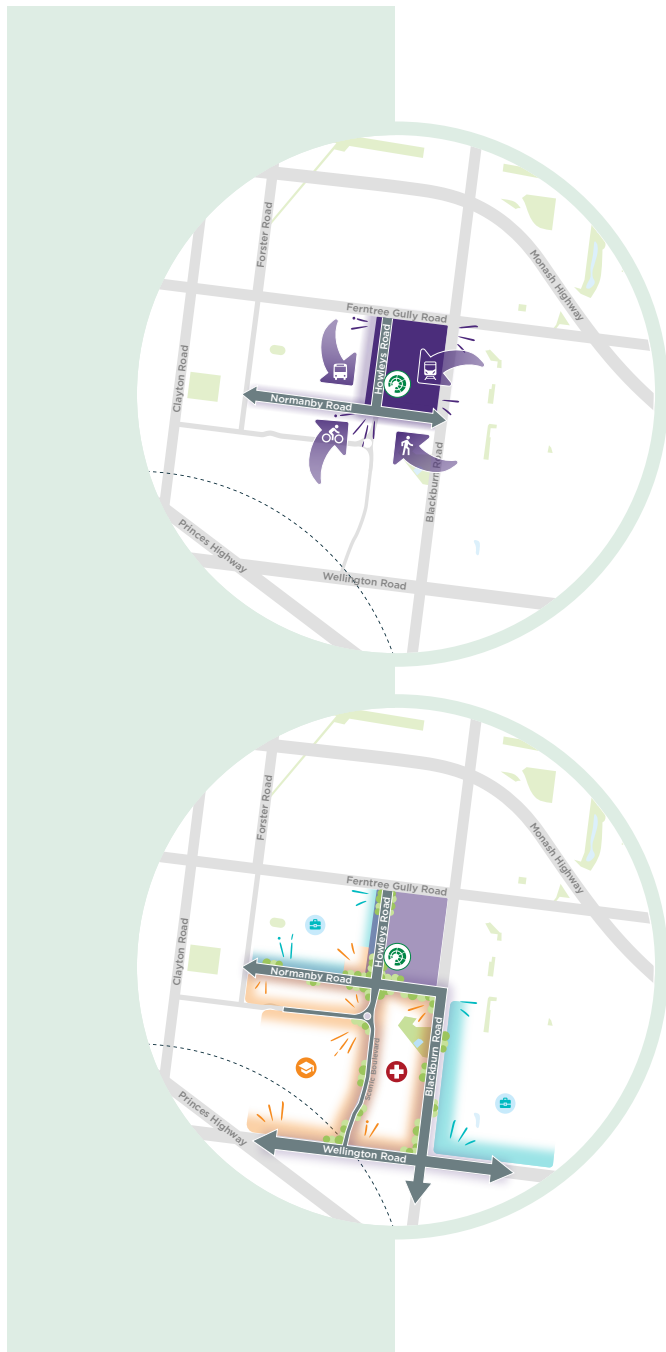 Forster Road
Monash Highway
Ferntree Gully Road
Howleys Road
Clayton Road
Normanby Road
Blackburn Road
Princes Highway
Wellington Road
Forster Road
Monash Highway
Ferntree Gully Road
Howleys Road
Clayton Road
Normanby Road
Blackburn Road
Scenic Boulevard
Princes Highway
Wellington Road